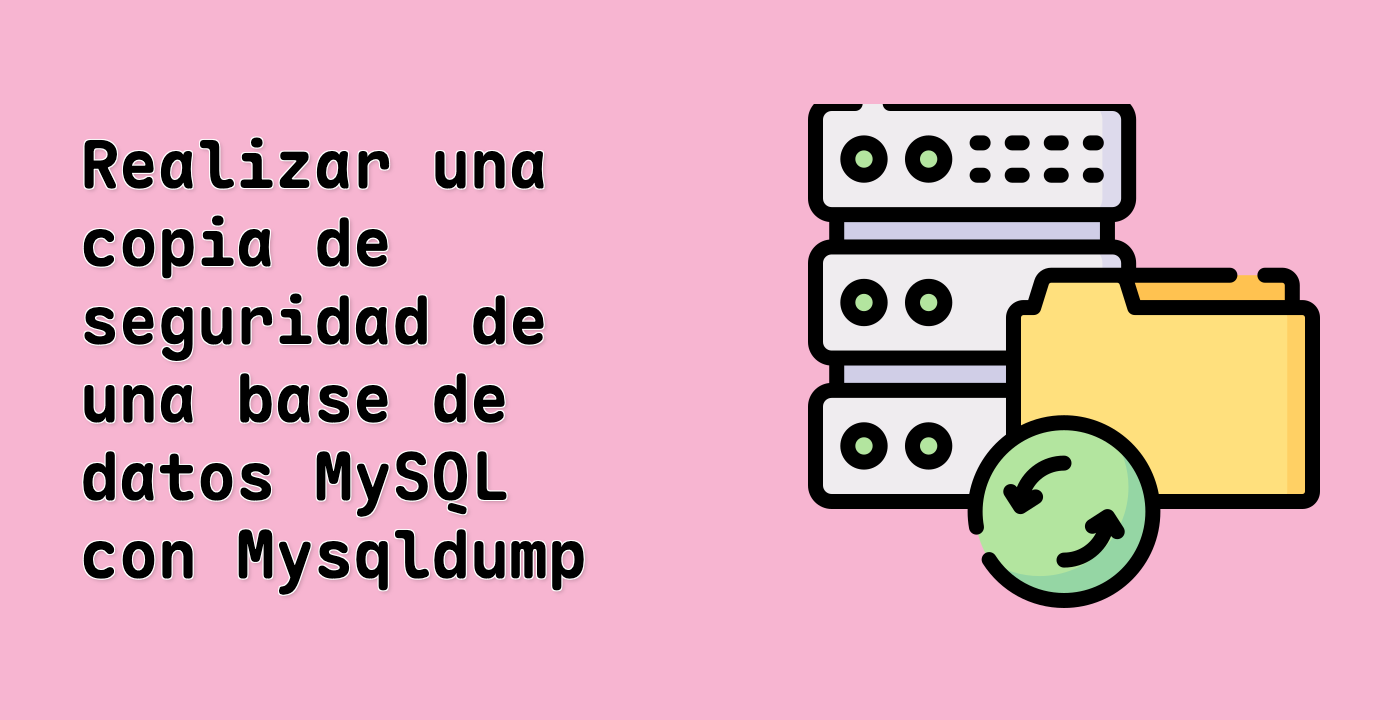 Realizar una
copia de
seguridad de
una base de
datos MySQL
con Mysqldump